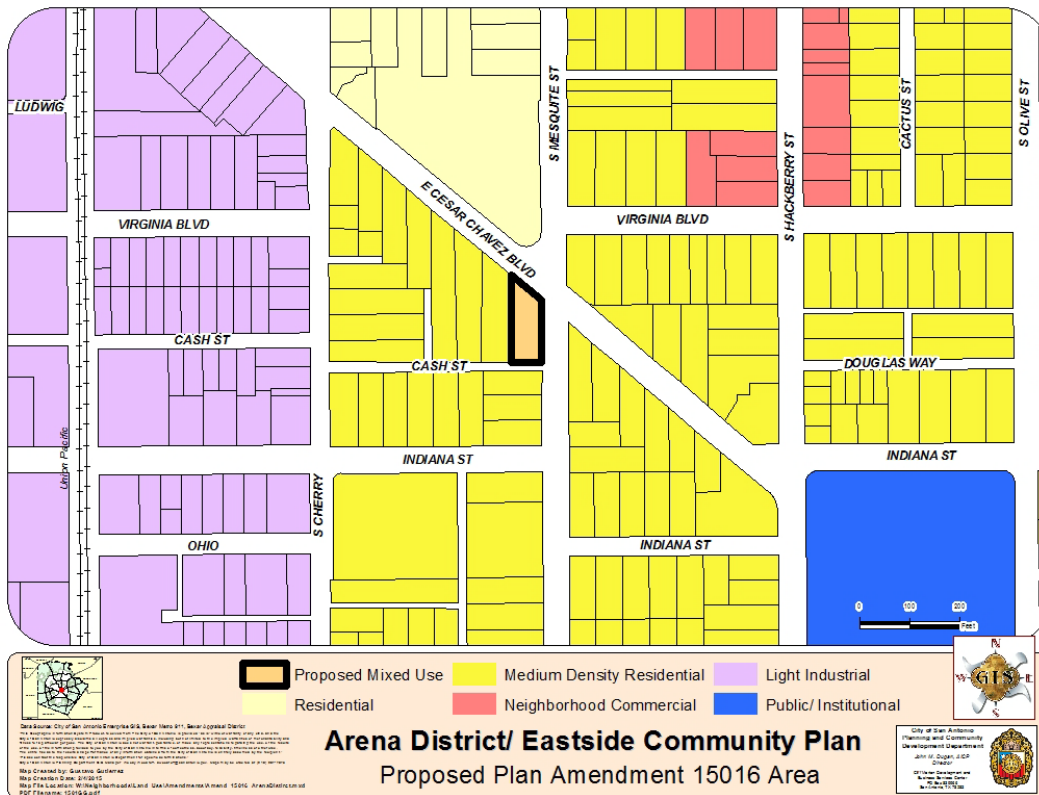 LUDWIG
S MESQUITE ST
CACTUS ST
S OLIVE ST
S HACKBERRY ST
E CESAR CHAVEZ BLVD
VIRGINIA BLVD
VIRGINIA BLVD
CASH ST
CASH ST
DOUGLAS WAY
Union Pacific
INDIANA ST
INDIANA ST
S CHERRY
OHIO
INDIANA ST
0 100 200
Feet
Proposed Mixed Use
Medium Density Residential
Light Industrial
Residential
Neighborhood Commercial
Public/ Institutional
N
W GIS E
S
Data Source: City of San Antonio Enterprise GIS, Bexar Metro 911, Bexar Appraisal District
Map Created by: Gustavo Gutierrez
Map Creation Date: 2/4/2015
PDF Filename: 1501GG.pdf
Arena District/ Eastside Community Plan
Proposed Plan Amendment 15016 Area
City of San Antonio
Planning and Community
Development Department
John M. Dugan, AICP
Director